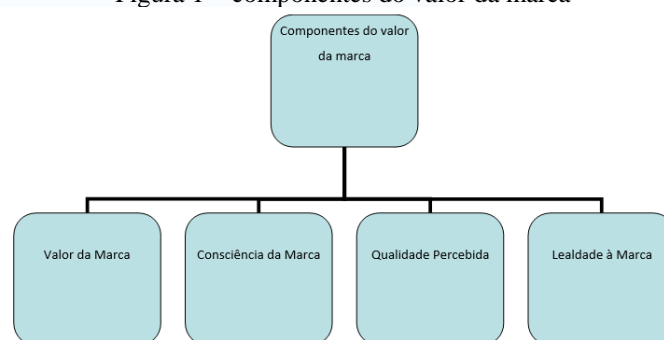 Figura 1 – componentes do valor da marca
Componentes do valor
da marca
Valor da Marca
Consciência da Marca
Qualidade Percebida
Lealdade à Marca